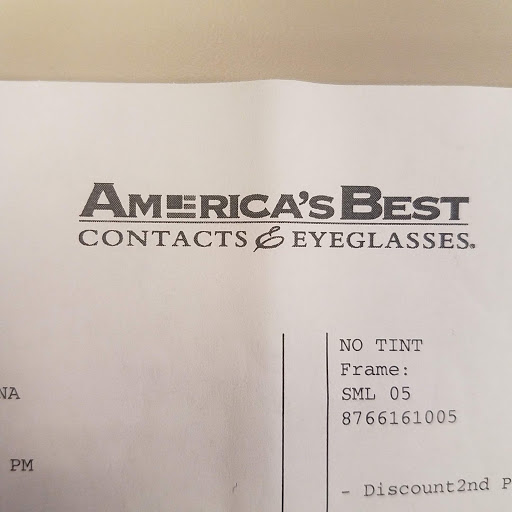 AMERICA'S BEST
CONTACTS & EYEGLASSES®
NO TINT
Frame:
NA
SML 05
8766161005
PM
- Discount2nd P